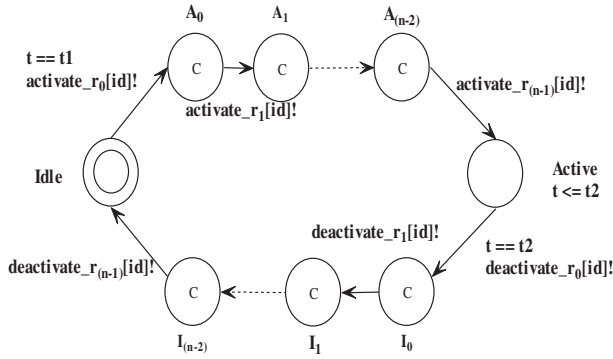 A₀
A₁
A₍ₙ₋₂₎
t == t1
activate_r₀[id]!
C
C
C
activate_r₁[id]!
activate_r₍ₙ₋₁₎[id]!
Idle
Active
t <= t2
deactivate_r₁[id]!
t == t2
deactivate_r₀[id]!
deactivate_r₍ₙ₋₁₎[id]!
C
C
C
I₍ₙ₋₂₎
I₁
I₀